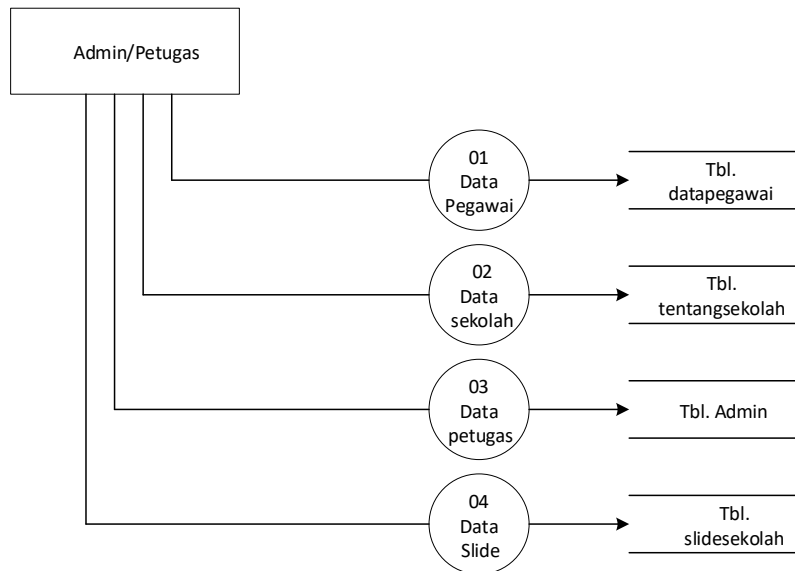 Admin/Petugas
01
Data
Pegawai
Tbl.
datapegawai
02
Data
sekolah
Tbl.
tentangsekolah
03
Data
petugas
Tbl. Admin
04
Data
Slide
Tbl.
slidesekolah